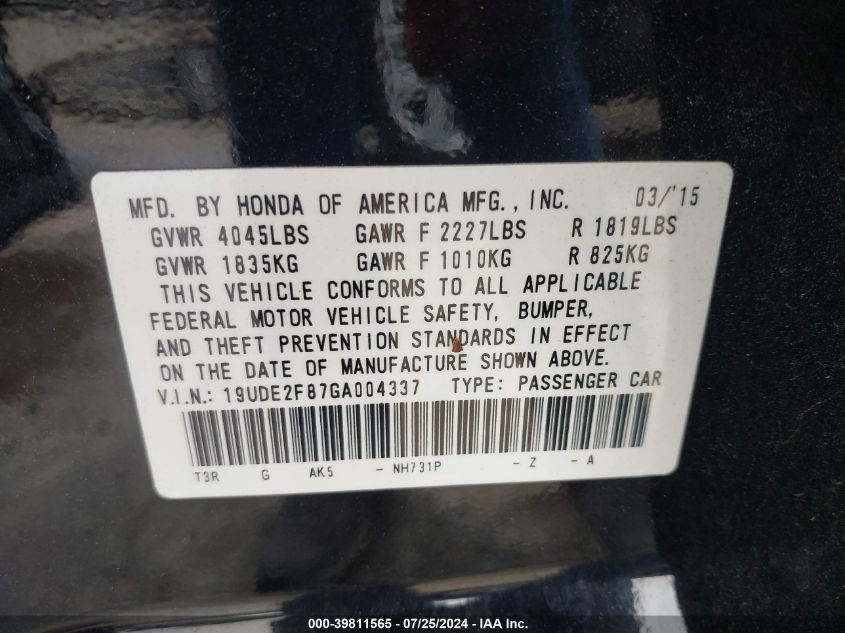 MFD. BY HONDA OF AMERICA MFG., INC. 03/'15
GVWR 4045LBS GAWR F 2227LBS R 1819LBS
GVWR 1835KG GAWR F 1010KG R 825KG
THIS VEHICLE CONFORMS TO ALL APPLICABLE
FEDERAL MOTOR VEHICLE SAFETY, BUMPER,
AND THEFT PREVENTION STANDARDS IN EFFECT
ON THE DATE OF MANUFACTURE SHOWN ABOVE.
V.I.N.: 19UDE2F87GA004337 TYPE: PASSENGER CAR
T3R G AK5 - NH731P - Z - A
000-39811565 - 07/25/2024 - IAA Inc.